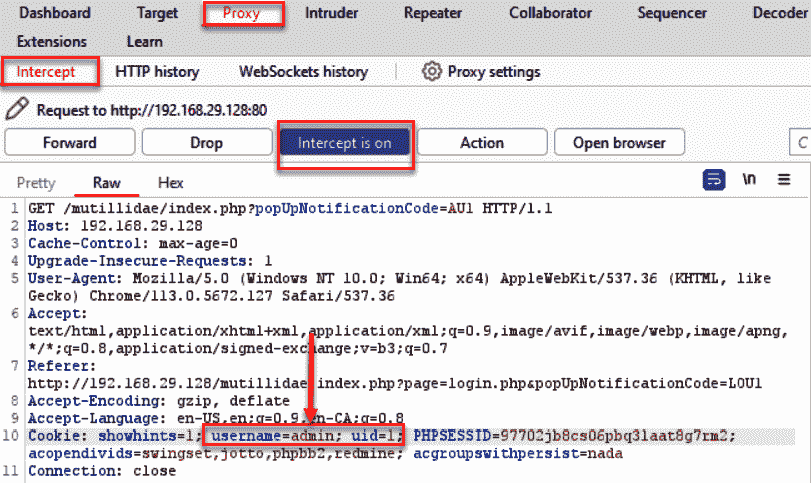 Dashboard Target Proxy Intruder Repeater Collaborator Sequencer Decoder
Extensions Learn
Intercept HTTP history WebSockets history Proxy settings
Request to http://192.168.29.128:80
Forward Drop Intercept is on Action Open browser C
Pretty Raw Hex \n
1 GET /mutillidae/index.php?popUpNotificationCode=AU1 HTTP/1.1
2 Host: 192.168.29.128
3 Cache-Control: max-age=0
4 Upgrade-Insecure-Requests: 1
5 User-Agent: Mozilla/5.0 (Windows NT 10.0; Win64; x64) AppleWebKit/537.36 (KHTML, like
Gecko) Chrome/113.0.5672.127 Safari/537.36
6 Accept:
text/html,application/xhtml+xml,application/xml;q=0.9,image/avif,image/webp,image/apng,
*/*;q=0.8,application/signed-exchange;v=b3;q=0.7
7 Referer:
http://192.168.29.128/mutillidae/index.php?page=login.php&popUpNotificationCode=LOU1
8 Accept-Encoding: gzip, deflate
9 Accept-Language: en-US,en;q=0.9,en-CA;q=0.8
10 Cookie: showhints=1; username=admin; uid=1; PHPSESSID=97702jb8cs06pbq31aat8g7rm2;
acopendivids=swingset,jotto,phpbb2,redmine; acgroupswithpersist=nada
11 Connection: close